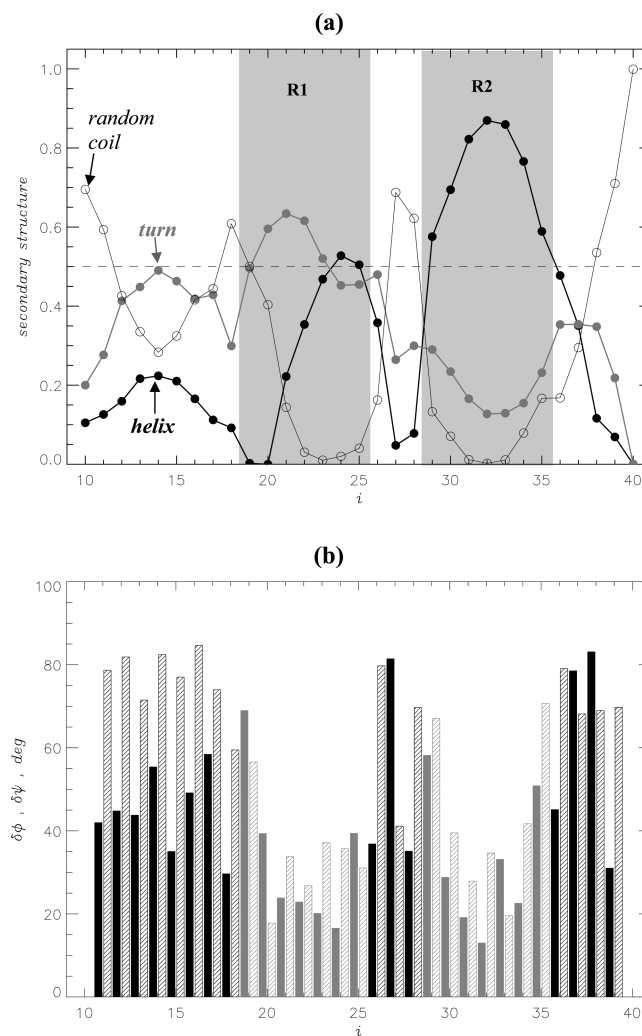 (a)
1.0
0.8
0.6
0.4
0.2
0.0
secondary structure
R1
R2
random
coil
turn
helix
10
15
20
25
30
35
40
i
(b)
100
80
60
40
20
0
δϕ , δψ , deg
10
15
20
25
30
35
40
i